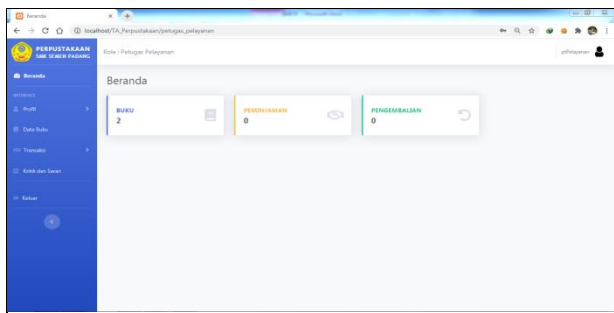 Beranda
localhost/TA_Perpustakaan/petugas_pelayanan
PERPUSTAKAAN
SMK SEMEN PADANG
Role : Petugas Pelayanan
Beranda
Beranda
Profil
Data Buku
Transaksi
Kritik dan Saran
Keluar
BUKU
2
PEMINJAMAN
0
PENGEMBALIAN
0